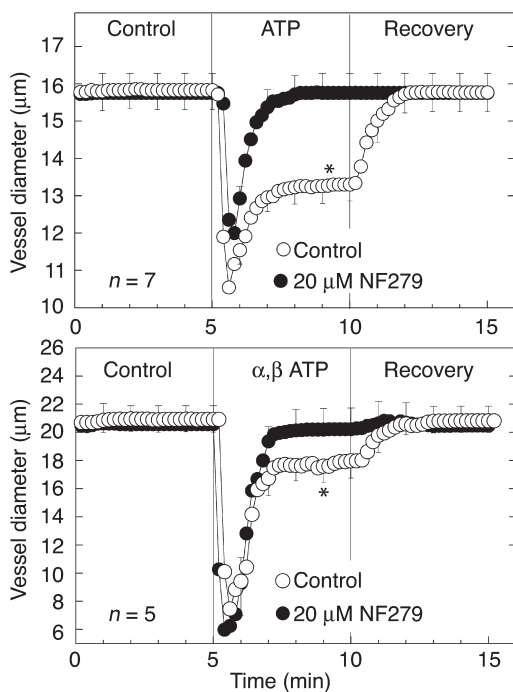 Control ATP Recovery
17
16
15
14
13
12
11
10
Vessel diameter (μm)
*
Control
20 μM NF279
n = 7
0 5 10 15
Control α,β ATP Recovery
26
24
22
20
18
16
14
12
10
8
6
Vessel diameter (μm)
*
Control
20 μM NF279
n = 5
0 5 10 15
Time (min)